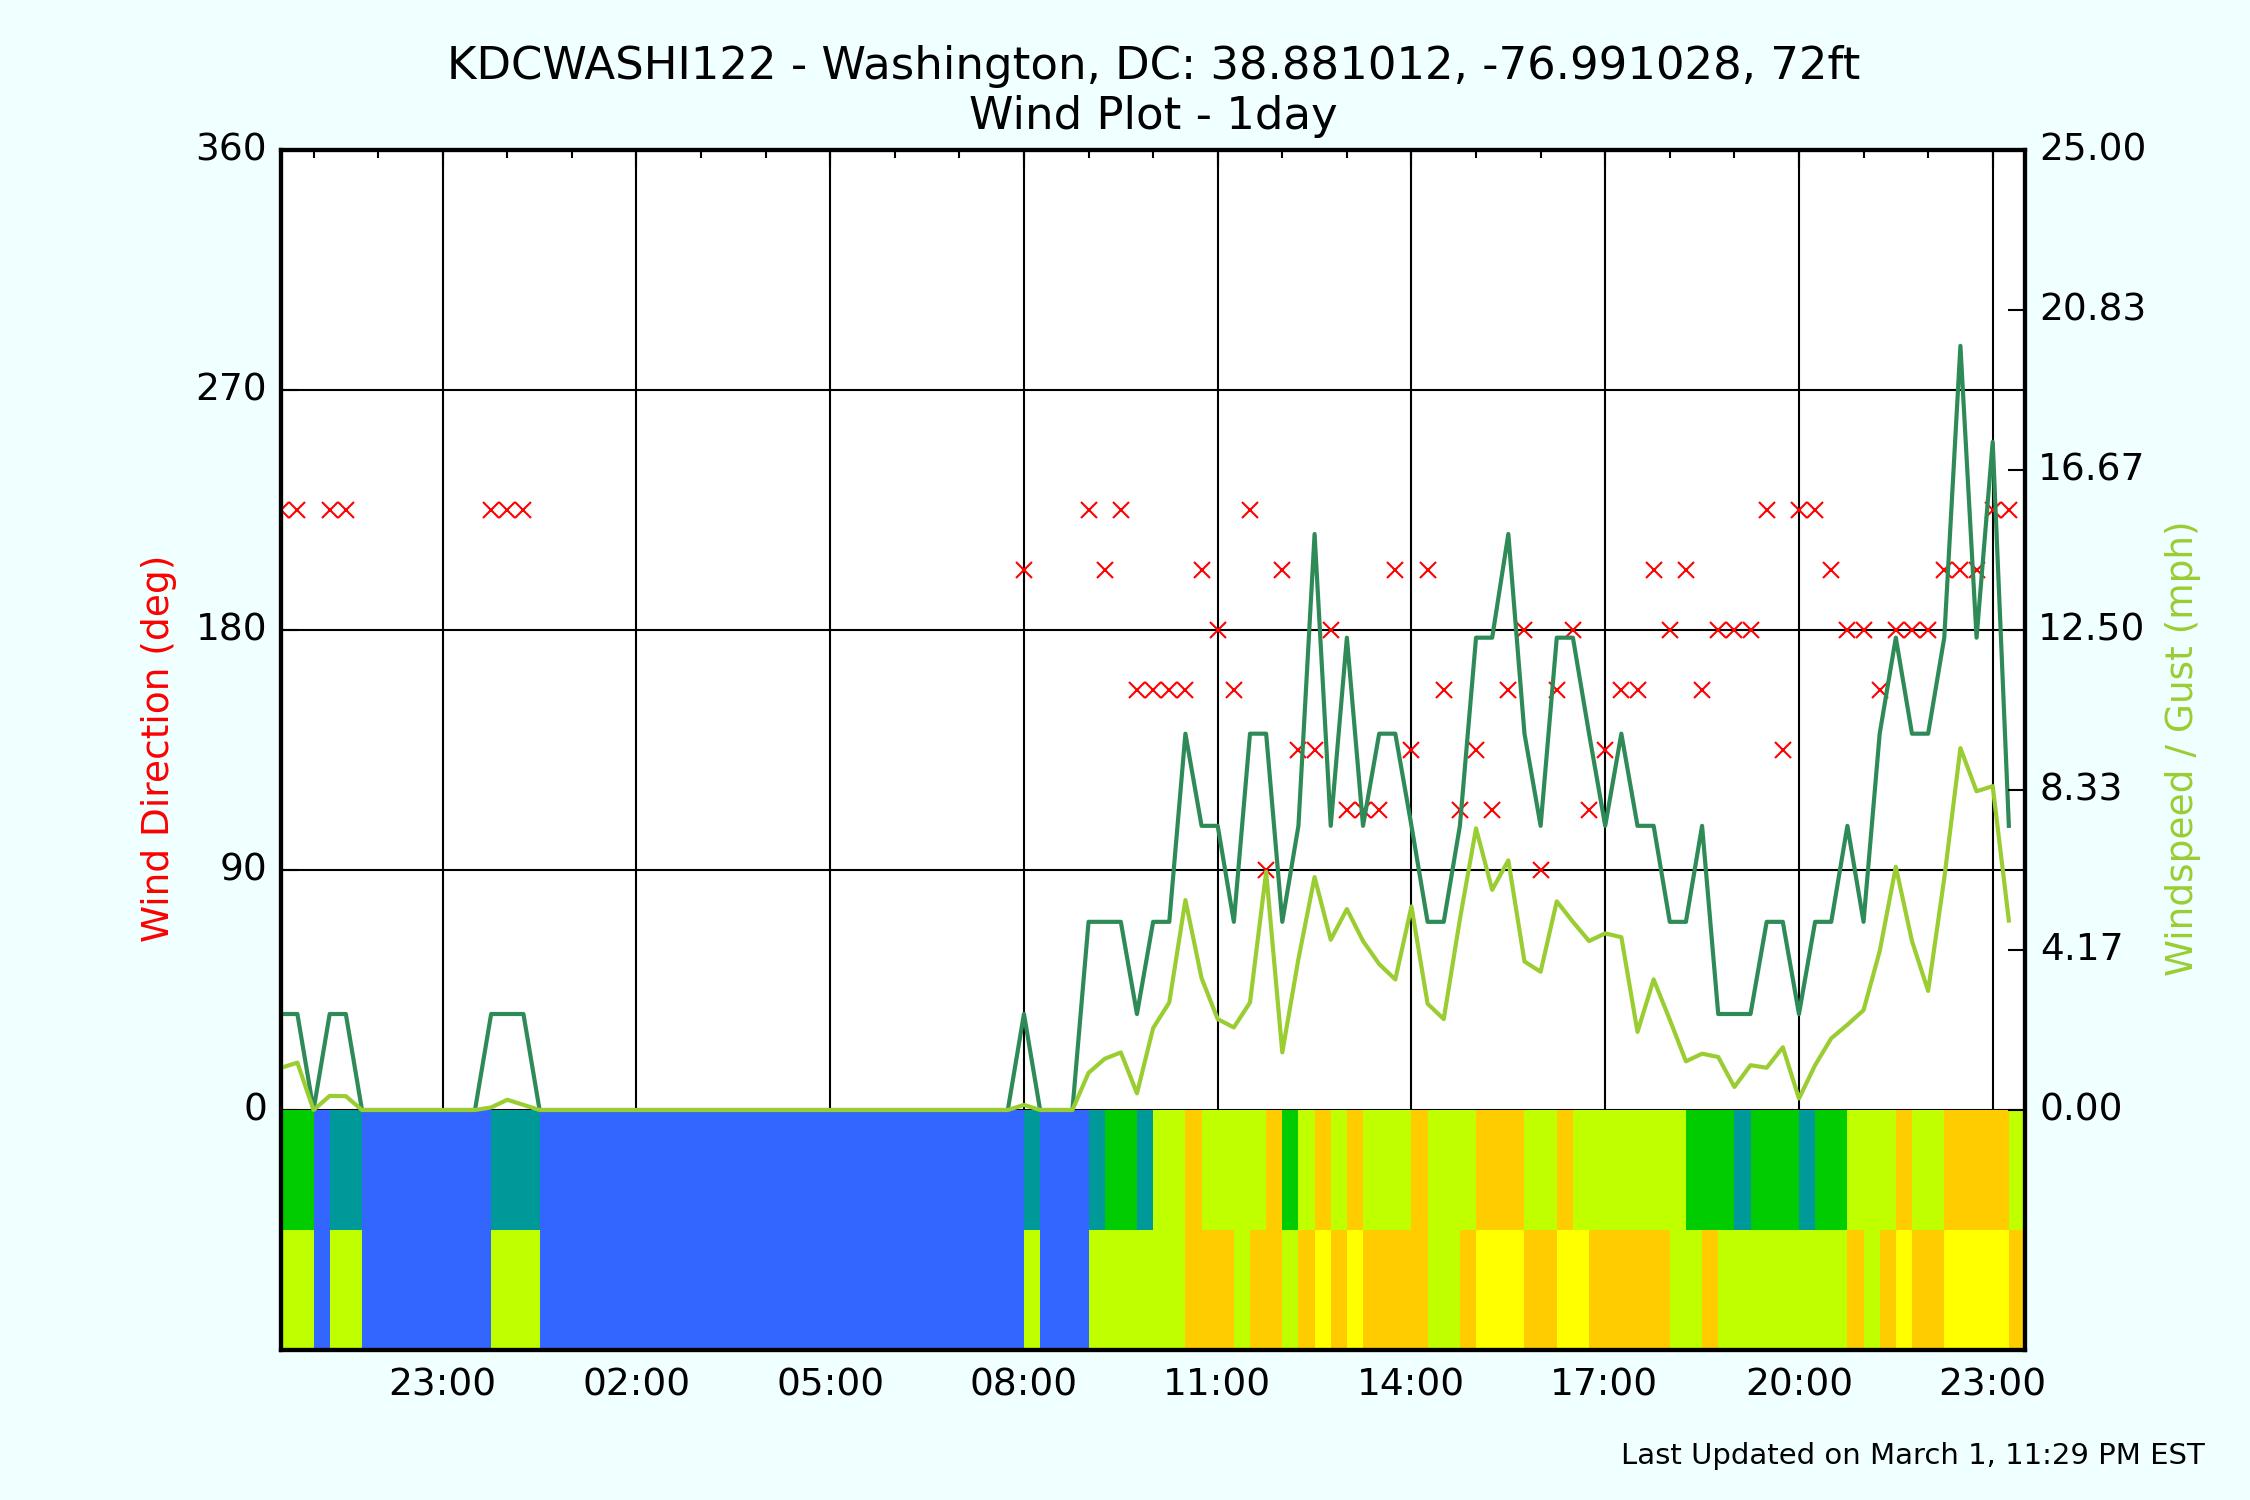 KDCWASHI122 - Washington, DC: 38.881012, -76.991028, 72ft
Wind Plot - 1day
360
270
180
90
0
Wind Direction (deg)
25.00
20.83
16.67
12.50
8.33
4.17
0.00
Windspeed / Gust (mph)
23:00 02:00 05:00 08:00 11:00 14:00 17:00 20:00 23:00
Last Updated on March 1, 11:29 PM EST